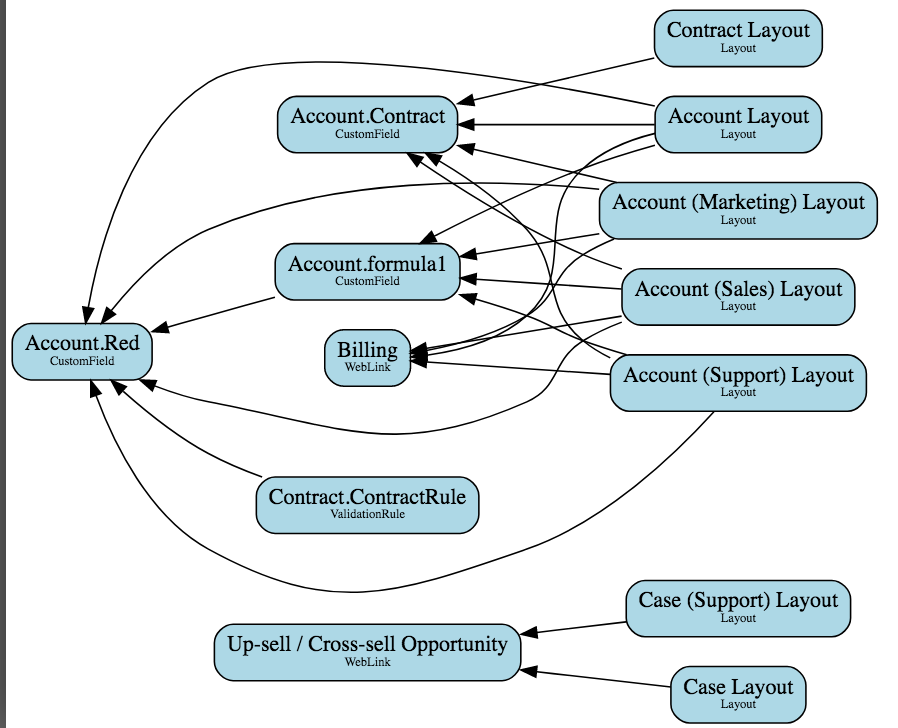 Contract Layout
Layout
Account.Contract
CustomField
Account Layout
Layout
Account (Marketing) Layout
Layout
Account.formula1
CustomField
Account (Sales) Layout
Layout
Account.Red
CustomField
Billing
WebLink
Account (Support) Layout
Layout
Contract.ContractRule
ValidationRule
Case (Support) Layout
Layout
Up-sell / Cross-sell Opportunity
WebLink
Case Layout
Layout